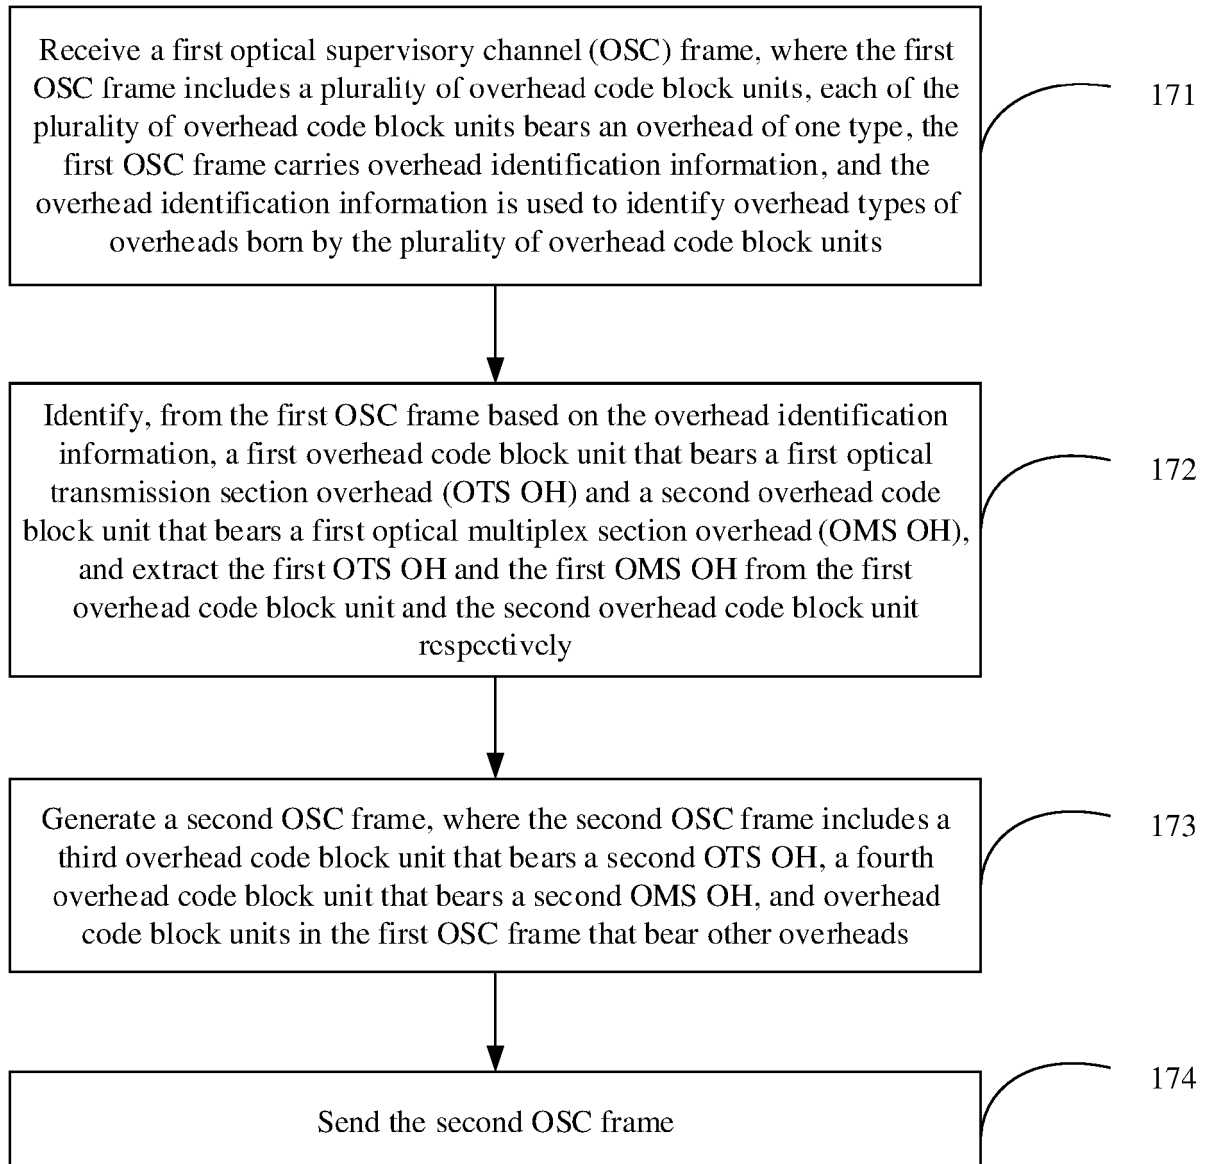 Receive a first optical supervisory channel (OSC) frame, where the first
OSC frame includes a plurality of overhead code block units, each of the
plurality of overhead code block units bears an overhead of one type, the
first OSC frame carries overhead identification information, and the
overhead identification information is used to identify overhead types of
overheads born by the plurality of overhead code block units
171
Identify, from the first OSC frame based on the overhead identification
information, a first overhead code block unit that bears a first optical
transmission section overhead (OTS OH) and a second overhead code
block unit that bears a first optical multiplex section overhead (OMS OH),
and extract the first OTS OH and the first OMS OH from the first
overhead code block unit and the second overhead code block unit
respectively
172
Generate a second OSC frame, where the second OSC frame includes a
third overhead code block unit that bears a second OTS OH, a fourth
overhead code block unit that bears a second OMS OH, and overhead
code block units in the first OSC frame that bear other overheads
173
Send the second OSC frame
174